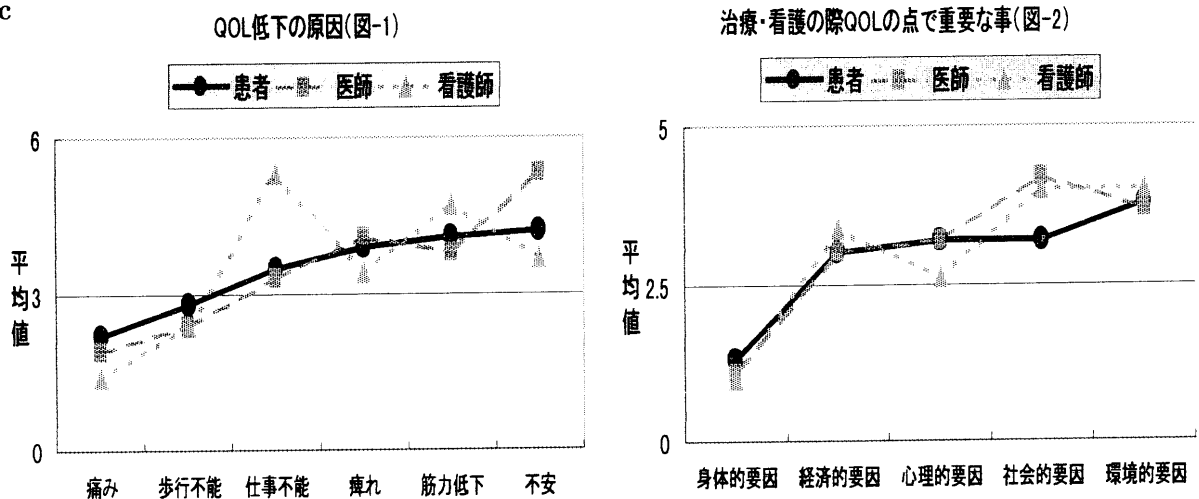 c
QOL低下の原因(図-1)
患者 医師 看護師
6
3
0
平均値
痛み 歩行不能 仕事不能 痺れ 筋力低下 不安
治療・看護の際QOLの点で重要な事(図-2)
患者 医師 看護師
5
2.5
0
平均値
身体的要因 経済的要因 心理的要因 社会的要因 環境的要因